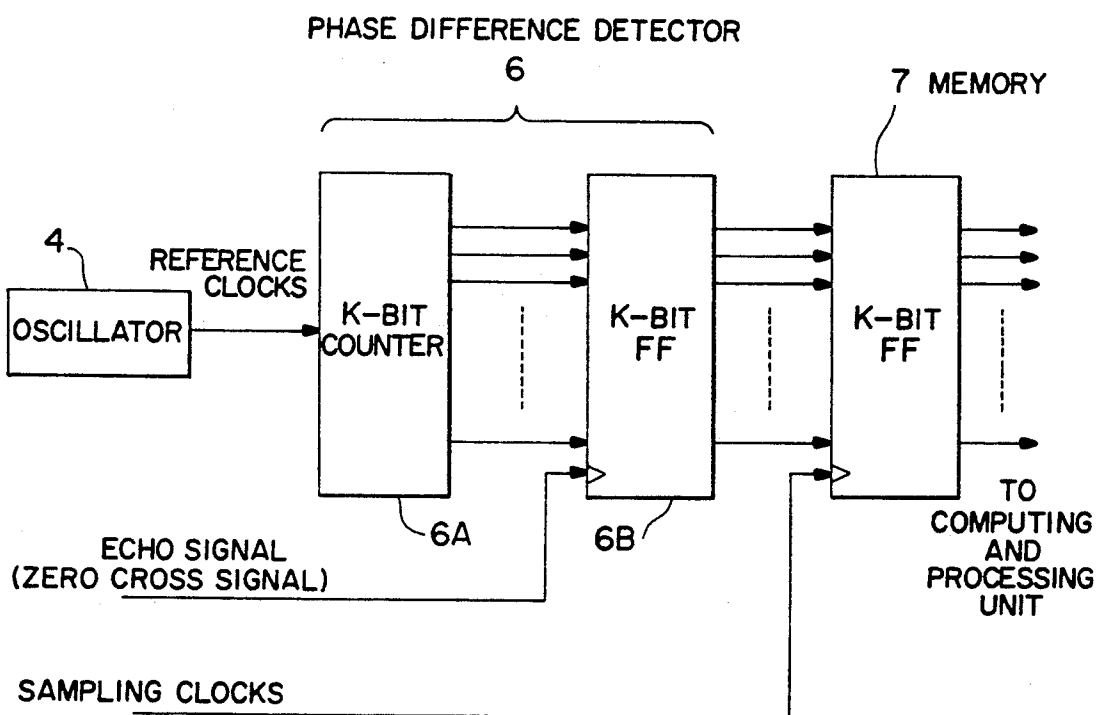 PHASE DIFFERENCE DETECTOR
6
7 MEMORY
4
REFERENCE
CLOCKS
OSCILLATOR
K-BIT
COUNTER
K-BIT
FF
K-BIT
FF
6A
6B
TO
COMPUTING
AND
PROCESSING
UNIT
ECHO SIGNAL
(ZERO CROSS SIGNAL)
SAMPLING CLOCKS